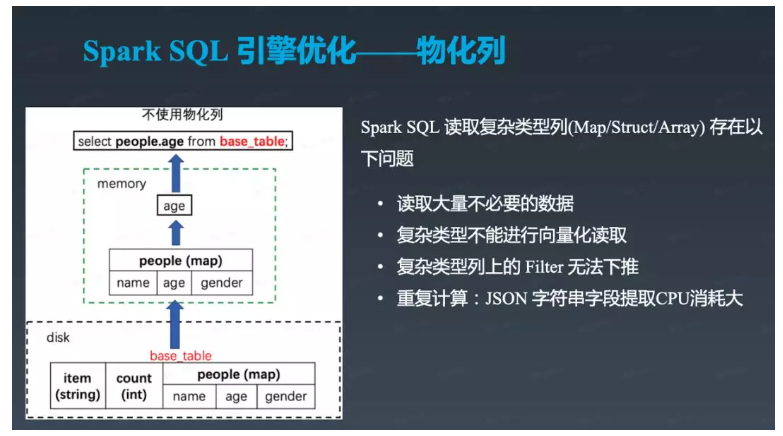 Spark SQL 引擎优化——物化列
不使用物化列
select people.age from base_table;
memory
age
people (map)
name age gender
disk
base_table
item (string) count (int) people (map)
name age gender
Spark SQL 读取复杂类型列(Map/Struct/Array) 存在以
下问题
• 读取大量不必要的数据
• 复杂类型不能进行向量化读取
• 复杂类型列上的 Filter 无法下推
• 重复计算：JSON 字符串字段提取CPU消耗大